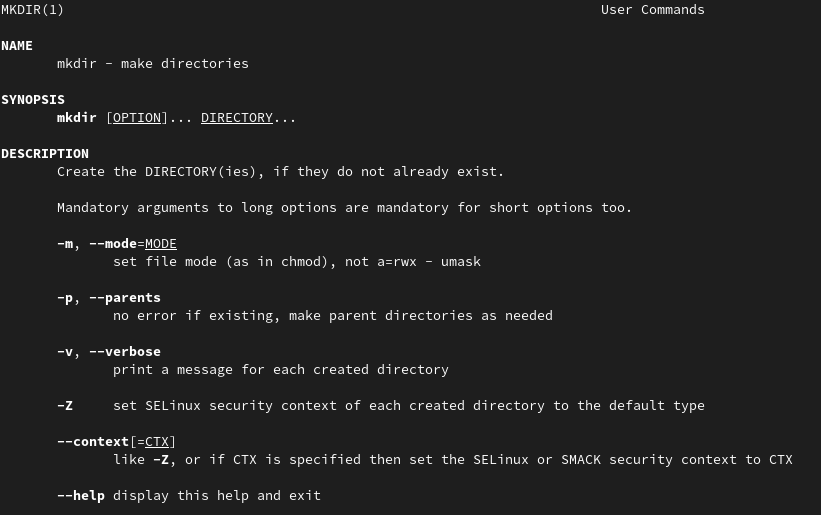 MKDIR(1) User Commands
NAME
mkdir - make directories
SYNOPSIS
mkdir [OPTION]... DIRECTORY...
DESCRIPTION
Create the DIRECTORY(ies), if they do not already exist.
Mandatory arguments to long options are mandatory for short options too.
-m, --mode=MODE
set file mode (as in chmod), not a=rwx - umask
-p, --parents
no error if existing, make parent directories as needed
-v, --verbose
print a message for each created directory
-Z set SELinux security context of each created directory to the default type
--context[=CTX]
like -Z, or if CTX is specified then set the SELinux or SMACK security context to CTX
--help display this help and exit